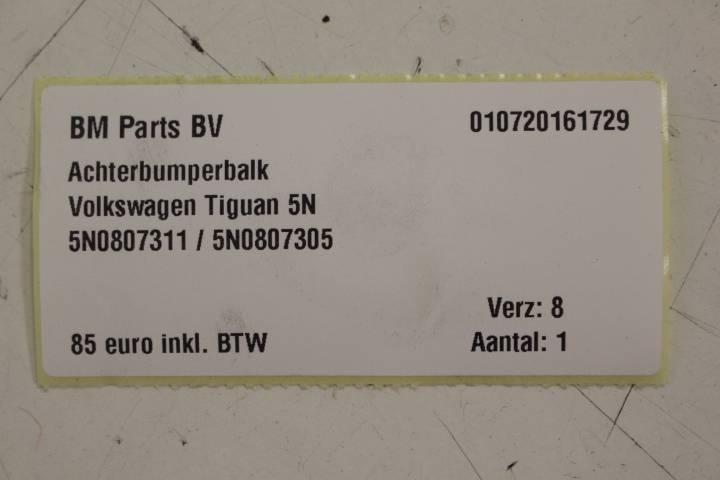 BM Parts BV 010720161729
Achterbumperbalk
Volkswagen Tiguan 5N
5N0807311 / 5N0807305
Verz: 8
85 euro inkl. BTW Aantal: 1